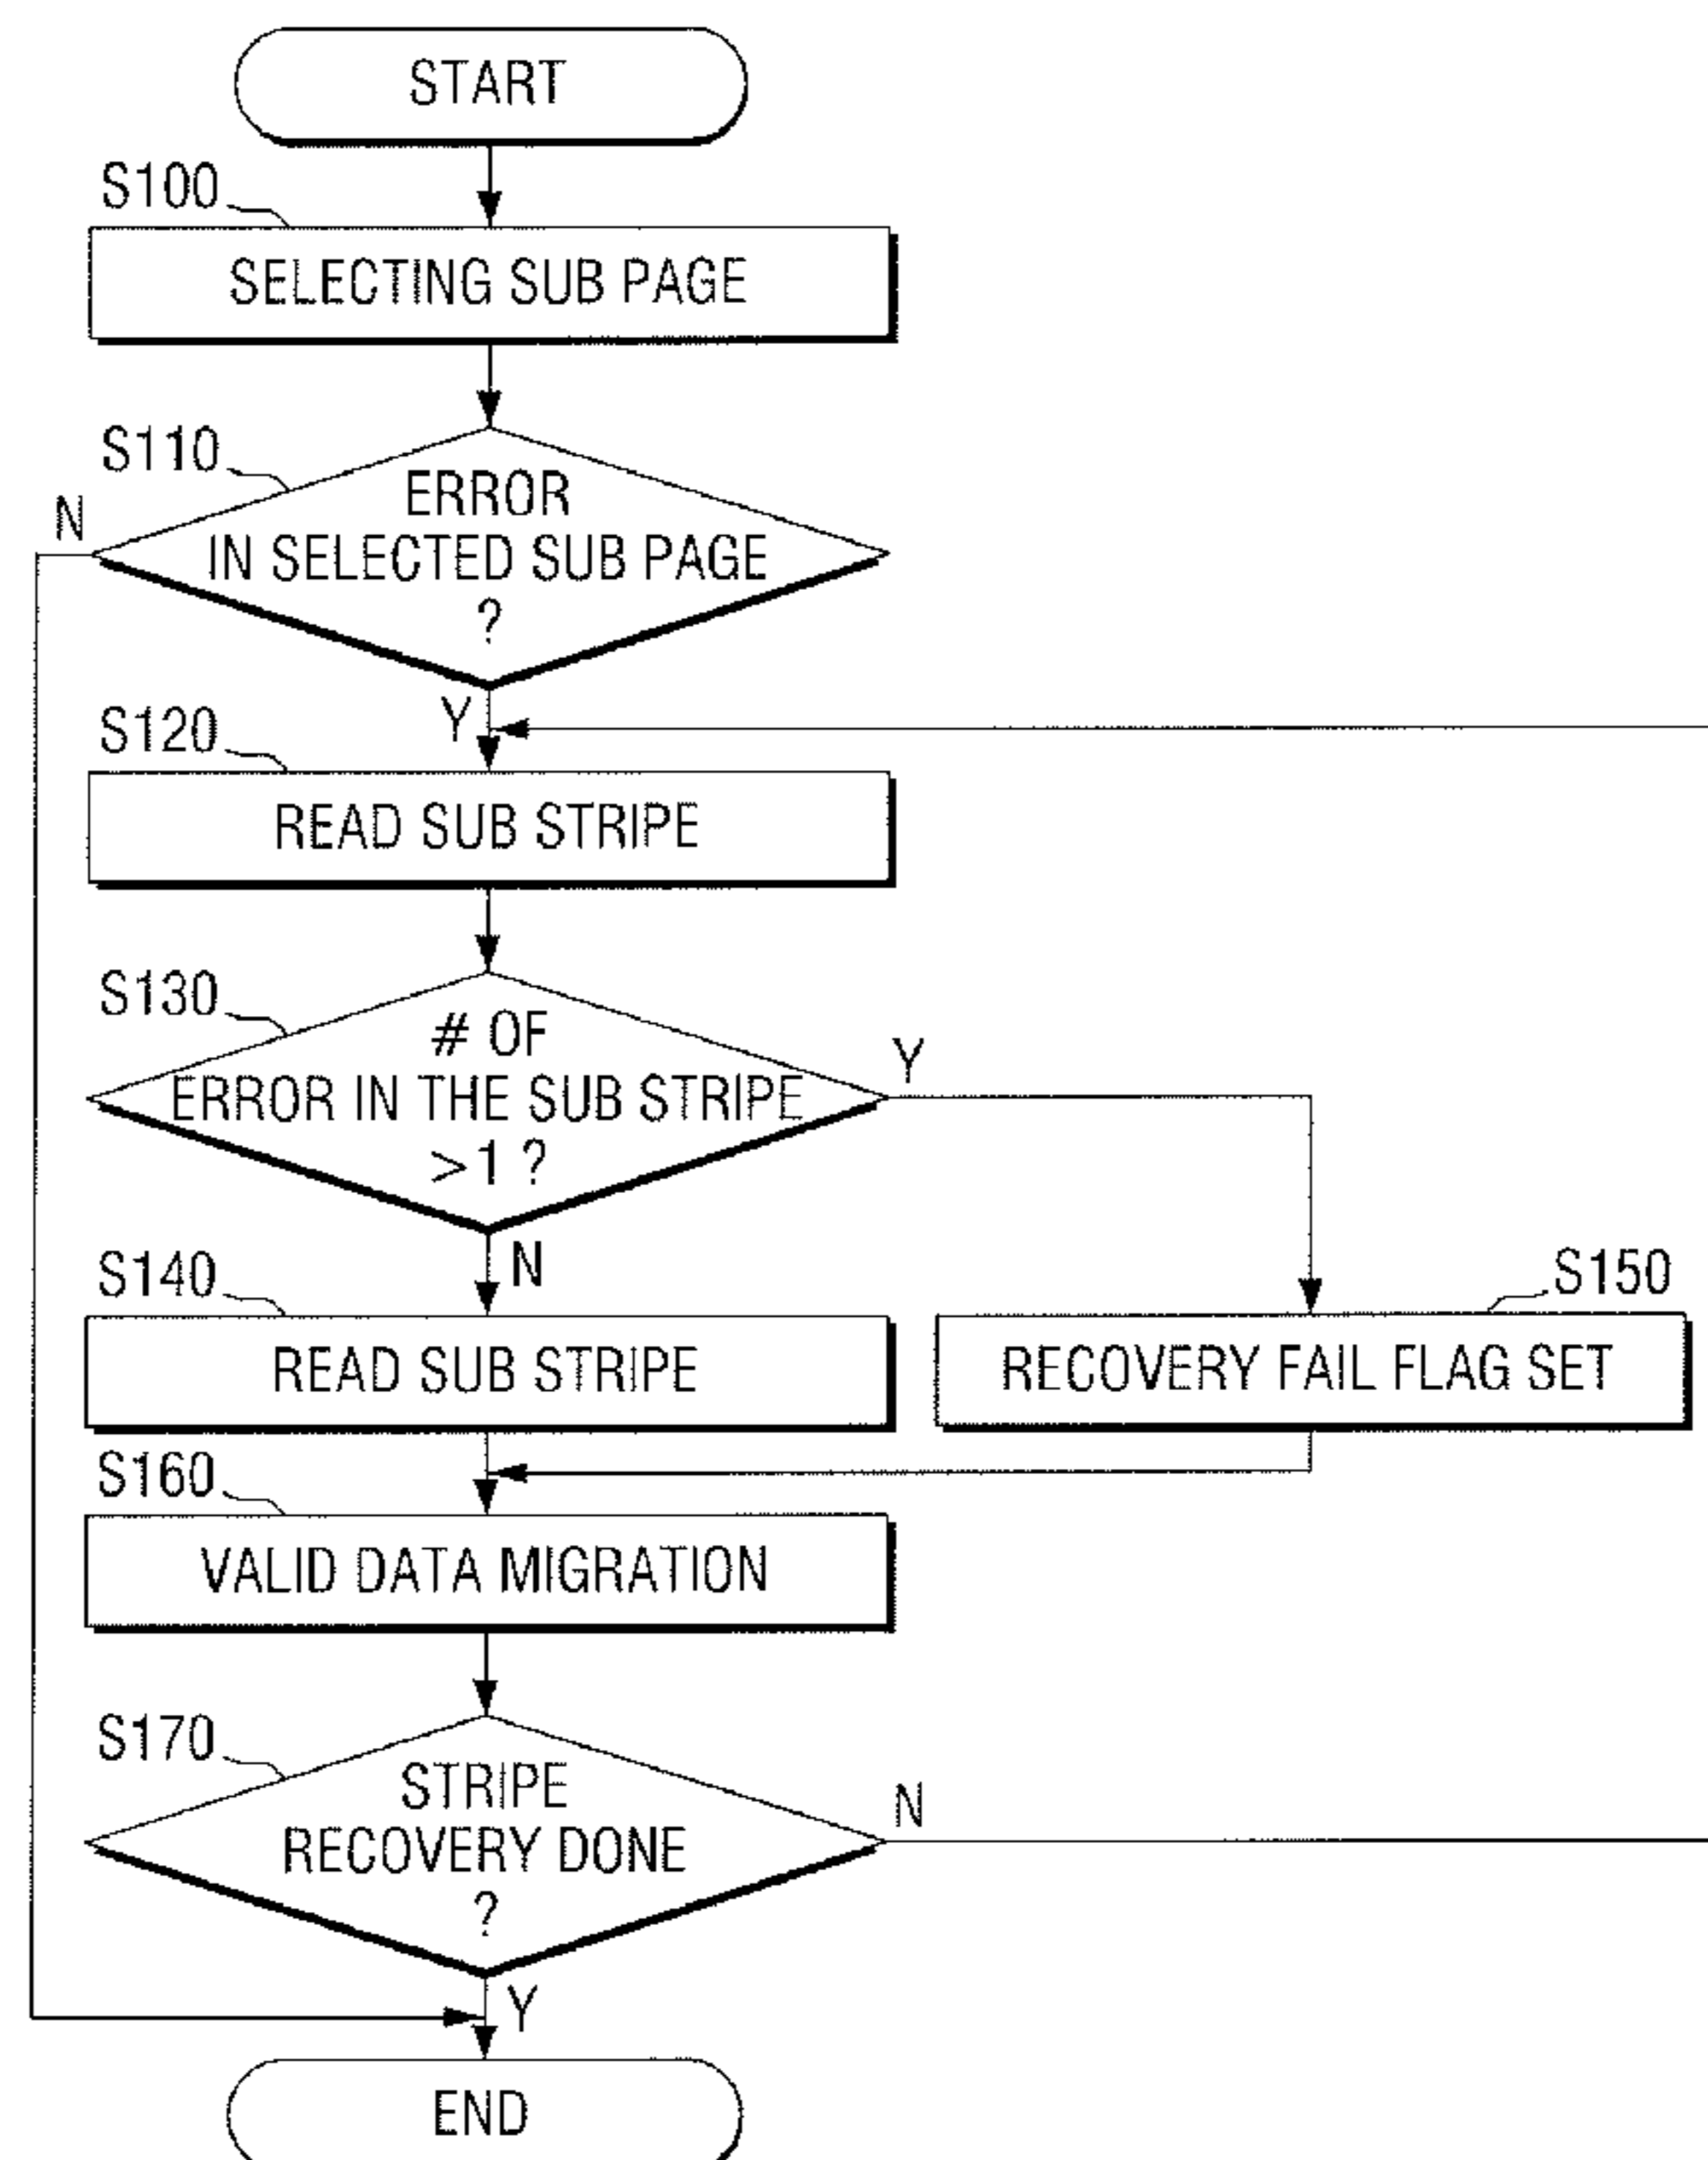 START
S100
SELECTING SUB PAGE
S110
N
ERROR
IN SELECTED SUB PAGE
?
Y
S120
READ SUB STRIPE
S130
# OF
ERROR IN THE SUB STRIPE
>1 ?
Y
N
S140
READ SUB STRIPE
S150
RECOVERY FAIL FLAG SET
S160
VALID DATA MIGRATION
S170
STRIPE
RECOVERY DONE
?
N
Y
END